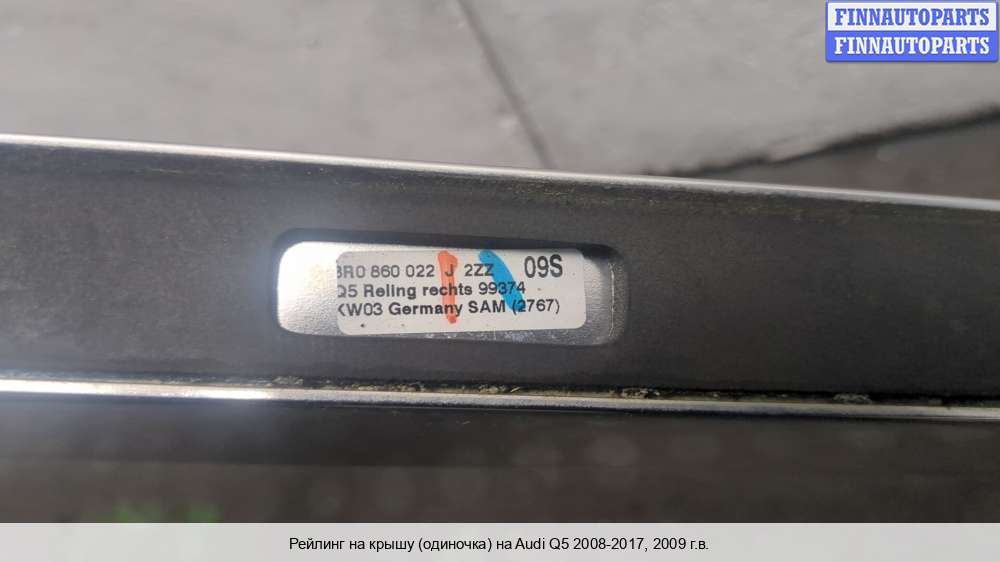 FINNAUTOPARTS
FINNAUTOPARTS
8R0 860 022 J 2ZZ 09S
Q5 Reling rechts 99374
KW03 Germany SAM (2767)
Рейлинг на крышу (одиночка) на Audi Q5 2008-2017, 2009 г.в.